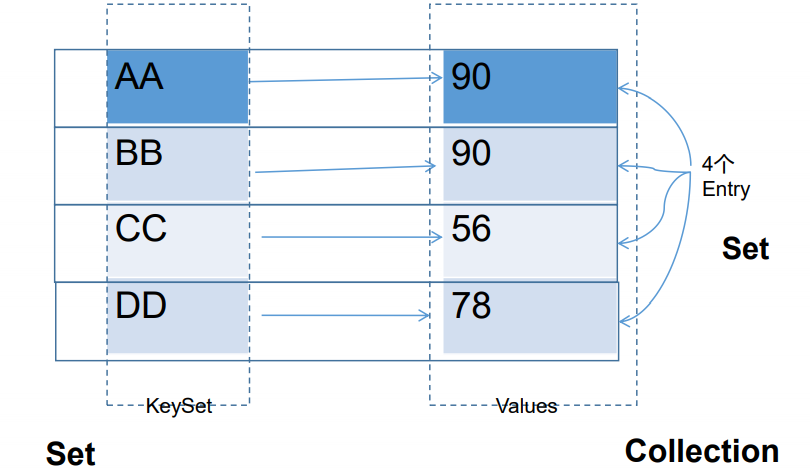 AA
90
BB
90
CC
56
DD
78
4个
Entry
Set
KeySet
Values
Set
Collection